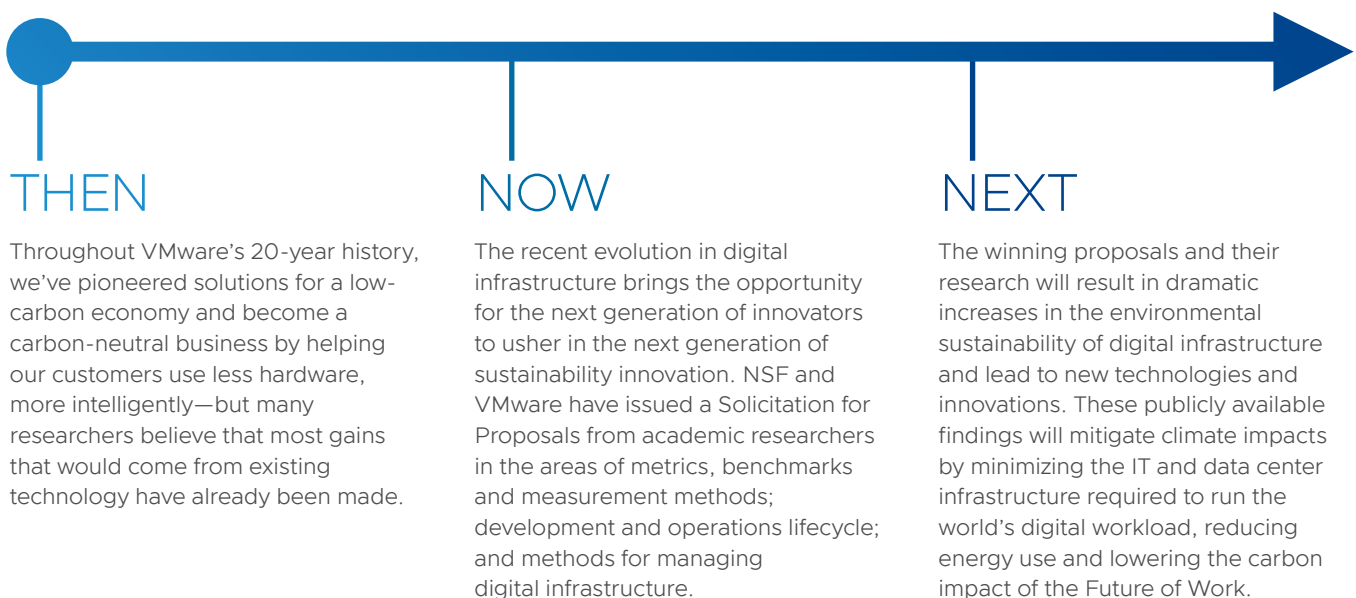 THEN
Throughout VMware’s 20-year history,
we’ve pioneered solutions for a low-
carbon economy and become a
carbon-neutral business by helping
our customers use less hardware,
more intelligently—but many
researchers believe that most gains
that would come from existing
technology have already been made.
NOW
The recent evolution in digital
infrastructure brings the opportunity
for the next generation of innovators
to usher in the next generation of
sustainability innovation. NSF and
VMware have issued a Solicitation for
Proposals from academic researchers
in the areas of metrics, benchmarks
and measurement methods;
development and operations lifecycle;
and methods for managing
digital infrastructure.
NEXT
The winning proposals and their
research will result in dramatic
increases in the environmental
sustainability of digital infrastructure
and lead to new technologies and
innovations. These publicly available
findings will mitigate climate impacts
by minimizing the IT and data center
infrastructure required to run the
world’s digital workload, reducing
energy use and lowering the carbon
impact of the Future of Work.